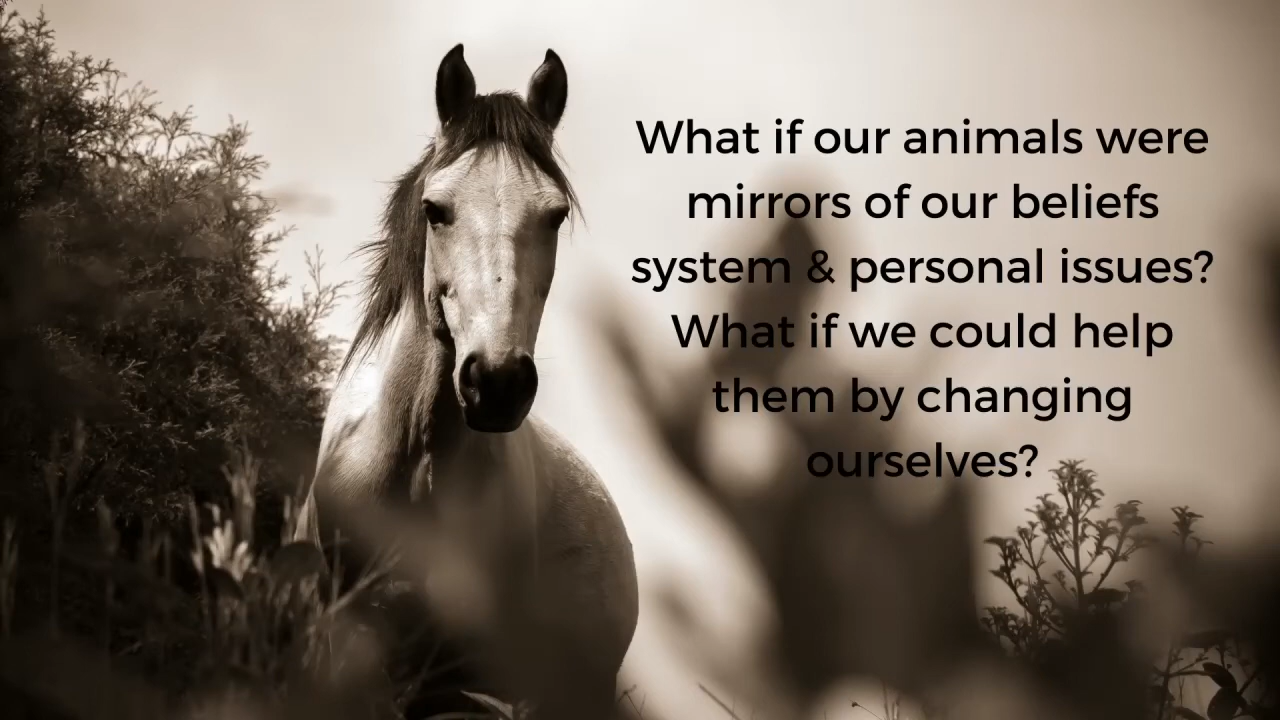 What if our animals were
mirrors of our beliefs
system & personal issues?
What if we could help
them by changing
ourselves?